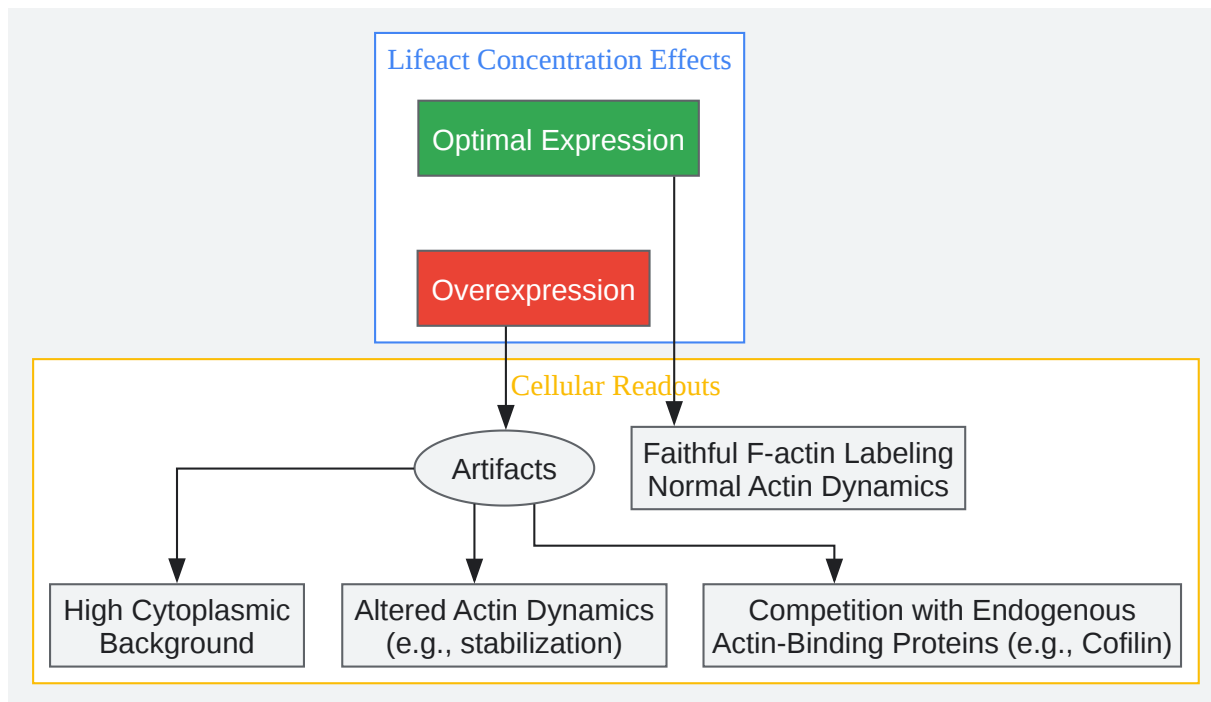 Lifeact Concentration Effects
Optimal Expression
Overexpression
Cellular Readouts
Artifacts
Faithful F-actin Labeling
Normal Actin Dynamics
High Cytoplasmic
Background
Altered Actin Dynamics
(e.g., stabilization)
Competition with Endogenous
Actin-Binding Proteins (e.g., Cofilin)